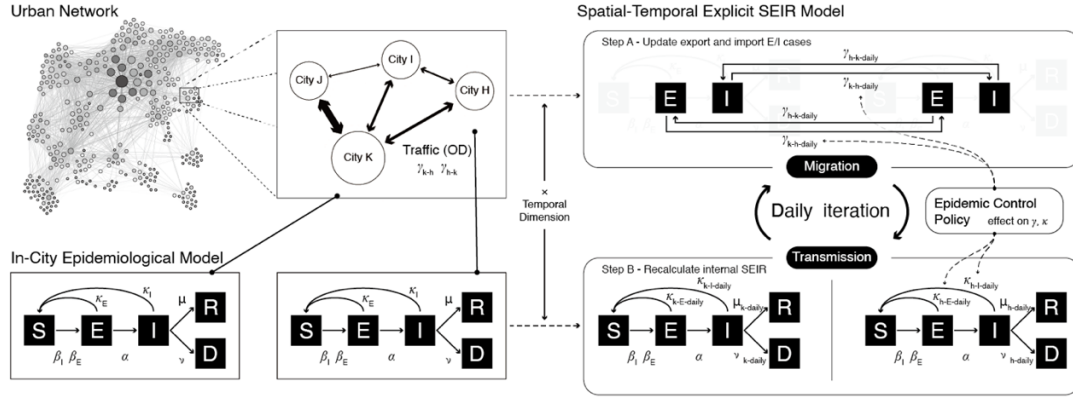 Urban Network
City J
City I
City H
City K
Traffic (OD)
γk-h γh-k
In-City Epidemiological Model
κI
κE
S
E
I
R
D
μ
βI βE
α
ν
κI
κE
S
E
I
R
D
μ
βI βE
α
ν
×
Temporal
Dimension
Spatial-Temporal Explicit SEIR Model
Step A - Update export and import E/I cases
γh-k-daily
γk-h-daily
S
E
I
R
D
E
I
R
D
γh-k-daily
γk-h-daily
Migration
Daily iteration
Transmission
Epidemic Control
Policy
effect on γ, κ
Step B - Recalculate internal SEIR
κk-I-daily
κk-E-daily
μk-daily
S
E
I
R
D
βI βE
α
ν k-daily
κh-I-daily
κh-E-daily
μh-daily
S
E
I
R
D
βI βE
α
ν h-daily